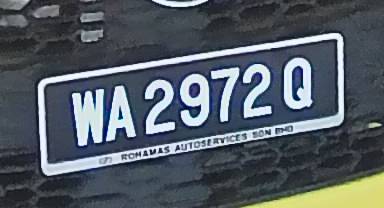 WA 2972 Q
ROHAMAS AUTOSERVICES SDN BHD